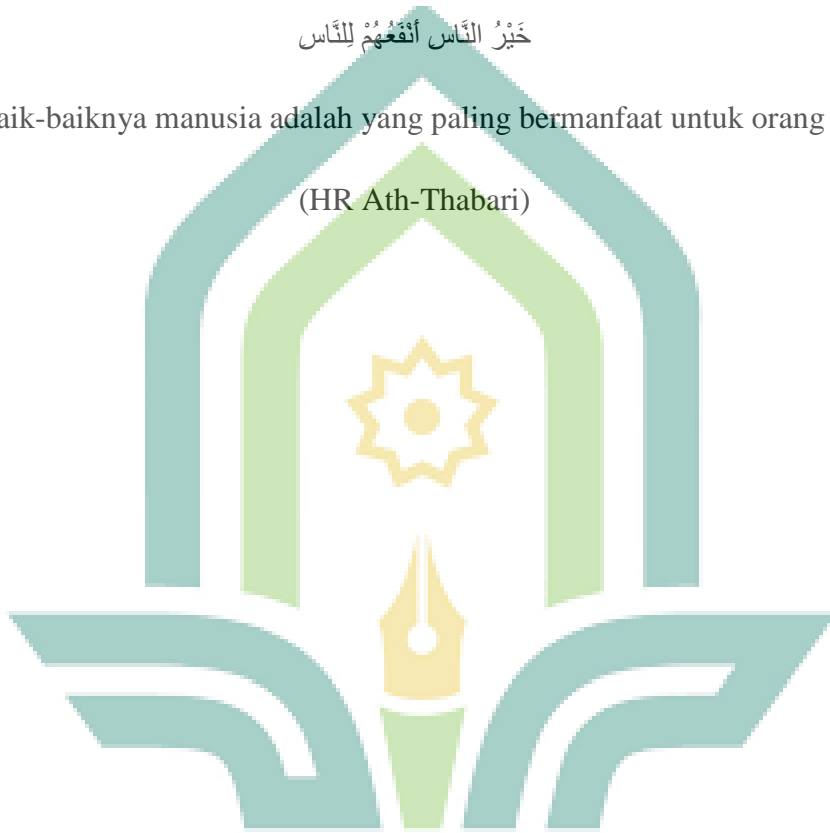 خَيْرُ النَّاسِ أَنْفَعُهُمْ لِلنَّاسِ
aik-baiknya manusia adalah yang paling bermanfaat untuk orang
(HR Ath-Thabari)